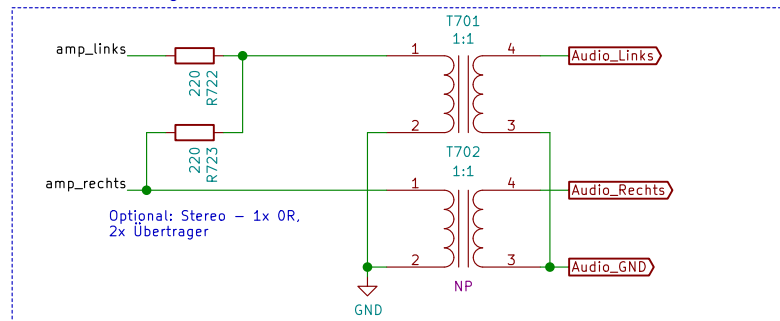 T701
1:1
amp_links
1
4
Audio_Links
220
R722
2
3
220
R723
T702
1:1
amp_rechts
1
4
Audio_Rechts
Optional: Stereo – 1x 0R,
2x Übertrager
2
3
Audio_GND
NP
GND